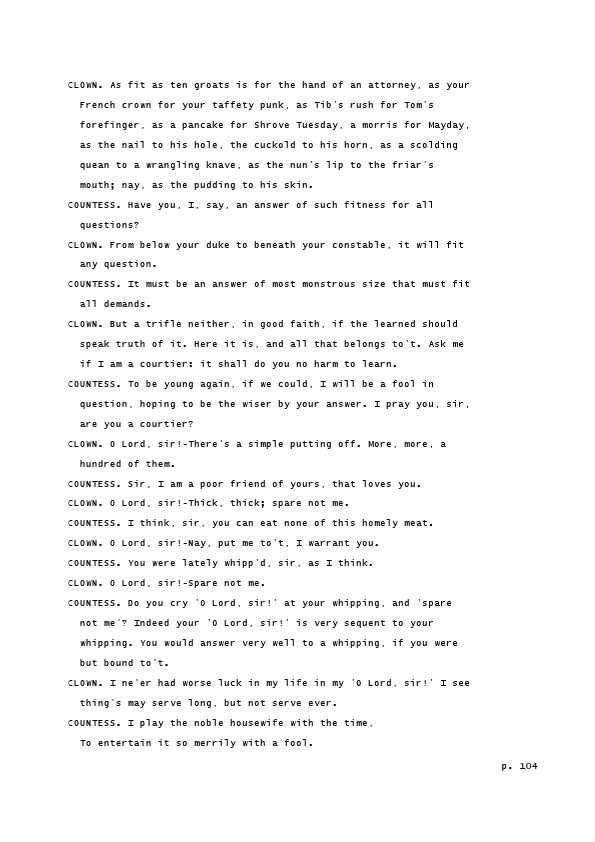 CLOWN. As fit as ten groats is for the hand of an attorney, as your
French crown for your taffety punk, as Tib's rush for Tom's
forefinger, as a pancake for Shrove Tuesday, a morris for Mayday,
as the nail to his hole, the cuckold to his horn, as a scolding
quean to a wrangling knave, as the nun's lip to the friar's
mouth; nay, as the pudding to his skin.
COUNTESS. Have you, I, say, an answer of such fitness for all
questions?
CLOWN. From below your duke to beneath your constable, it will fit
any question.
COUNTESS. It must be an answer of most monstrous size that must fit
all demands.
CLOWN. But a trifle neither, in good faith, if the learned should
speak truth of it. Here it is, and all that belongs to't. Ask me
if I am a courtier: it shall do you no harm to learn.
COUNTESS. To be young again, if we could, I will be a fool in
question, hoping to be the wiser by your answer. I pray you, sir,
are you a courtier?
CLOWN. O Lord, sir!-There's a simple putting off. More, more, a
hundred of them.
COUNTESS. Sir, I am a poor friend of yours, that loves you.
CLOWN. O Lord, sir!-Thick, thick; spare not me.
COUNTESS. I think, sir, you can eat none of this homely meat.
CLOWN. O Lord, sir!-Nay, put me to't, I warrant you.
COUNTESS. You were lately whipp'd, sir, as I think.
CLOWN. O Lord, sir!-Spare not me.
COUNTESS. Do you cry 'O Lord, sir!' at your whipping, and 'spare
not me'? Indeed your 'O Lord, sir!' is very sequent to your
whipping. You would answer very well to a whipping, if you were
but bound to't.
CLOWN. I ne'er had worse luck in my life in my 'O Lord, sir!' I see
thing's may serve long, but not serve ever.
COUNTESS. I play the noble housewife with the time,
To entertain it so merrily with a fool.
p. 104